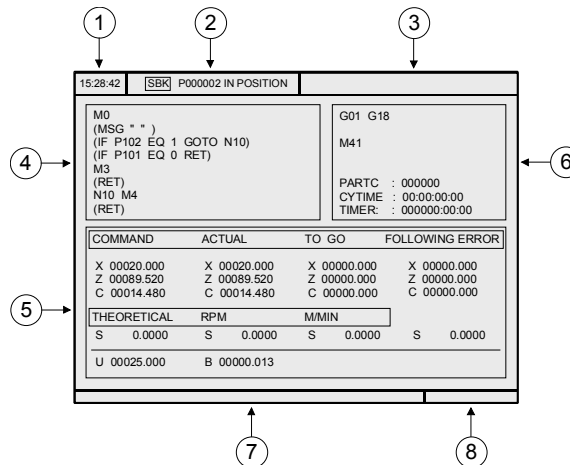 1 2 3
15:28:42 SBK P000002 IN POSITION
M0
(MSG " " )
(IF P102 EQ 1 GOTO N10)
(IF P101 EQ 0 RET)
M3
(RET)
N10 M4
(RET)
G01 G18
M41
PARTC : 000000
CYTIME : 00:00:00:00
TIMER: : 000000:00:00
4
6
COMMAND ACTUAL TO GO FOLLOWING ERROR
X 00020.000 X 00020.000 X 00000.000 X 00000.000
Z 00089.520 Z 00089.520 Z 00000.000 Z 00000.000
C 00014.480 C 00014.480 C 00000.000 C 00000.000
5
THEORETICAL RPM M/MIN
S 0.0000 S 0.0000 S 0.0000 S 0.0000
U 00025.000 B 00000.013
7 8